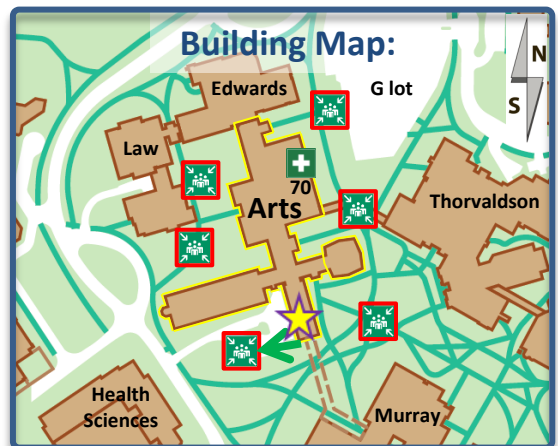 Building Map:
N
S
Edwards
G lot
Law
70
Arts
Thorvaldson
Health
Sciences
Murray